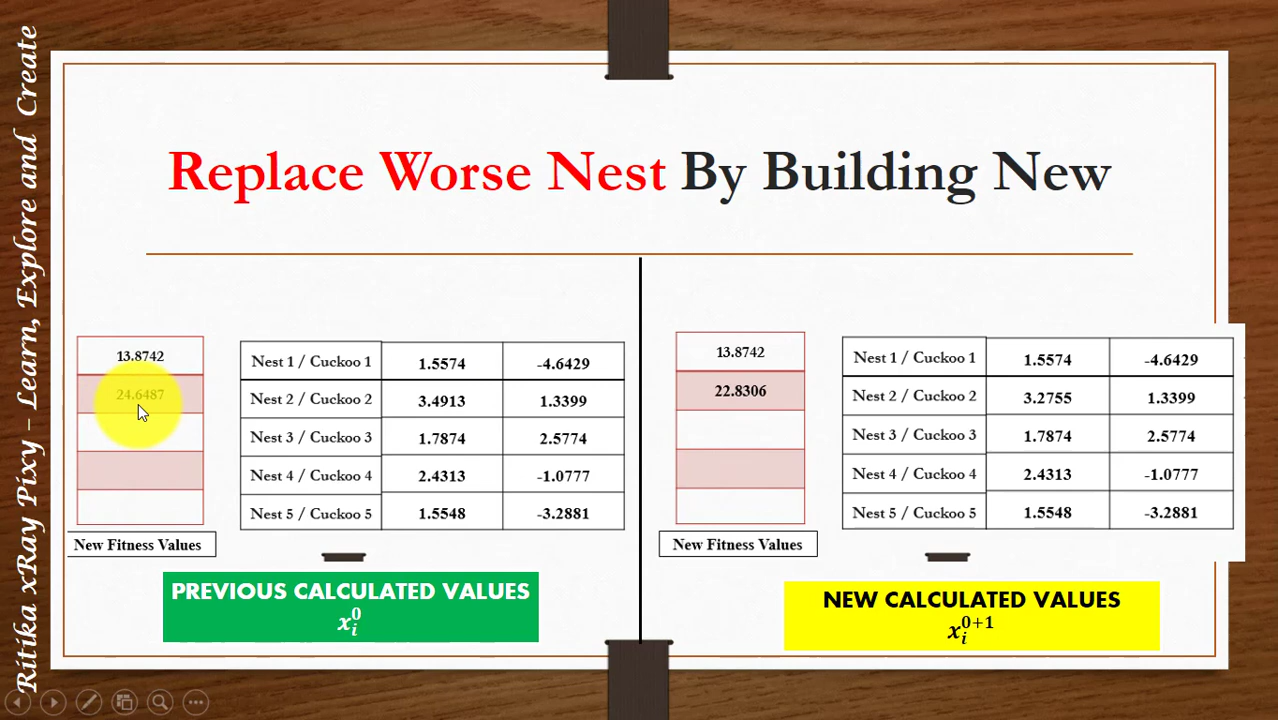 Ritika xRay Pixy – Learn, Explore and Create
Replace Worse Nest By Building New
13.8742
24.6487
New Fitness Values
Nest 1 / Cuckoo 1 1.5574 -4.6429
Nest 2 / Cuckoo 2 3.4913 1.3399
Nest 3 / Cuckoo 3 1.7874 2.5774
Nest 4 / Cuckoo 4 2.4313 -1.0777
Nest 5 / Cuckoo 5 1.5548 -3.2881
PREVIOUS CALCULATED VALUES
x_i^0
13.8742
22.8306
New Fitness Values
Nest 1 / Cuckoo 1 1.5574 -4.6429
Nest 2 / Cuckoo 2 3.2755 1.3399
Nest 3 / Cuckoo 3 1.7874 2.5774
Nest 4 / Cuckoo 4 2.4313 -1.0777
Nest 5 / Cuckoo 5 1.5548 -3.2881
NEW CALCULATED VALUES
x_i^{0+1}